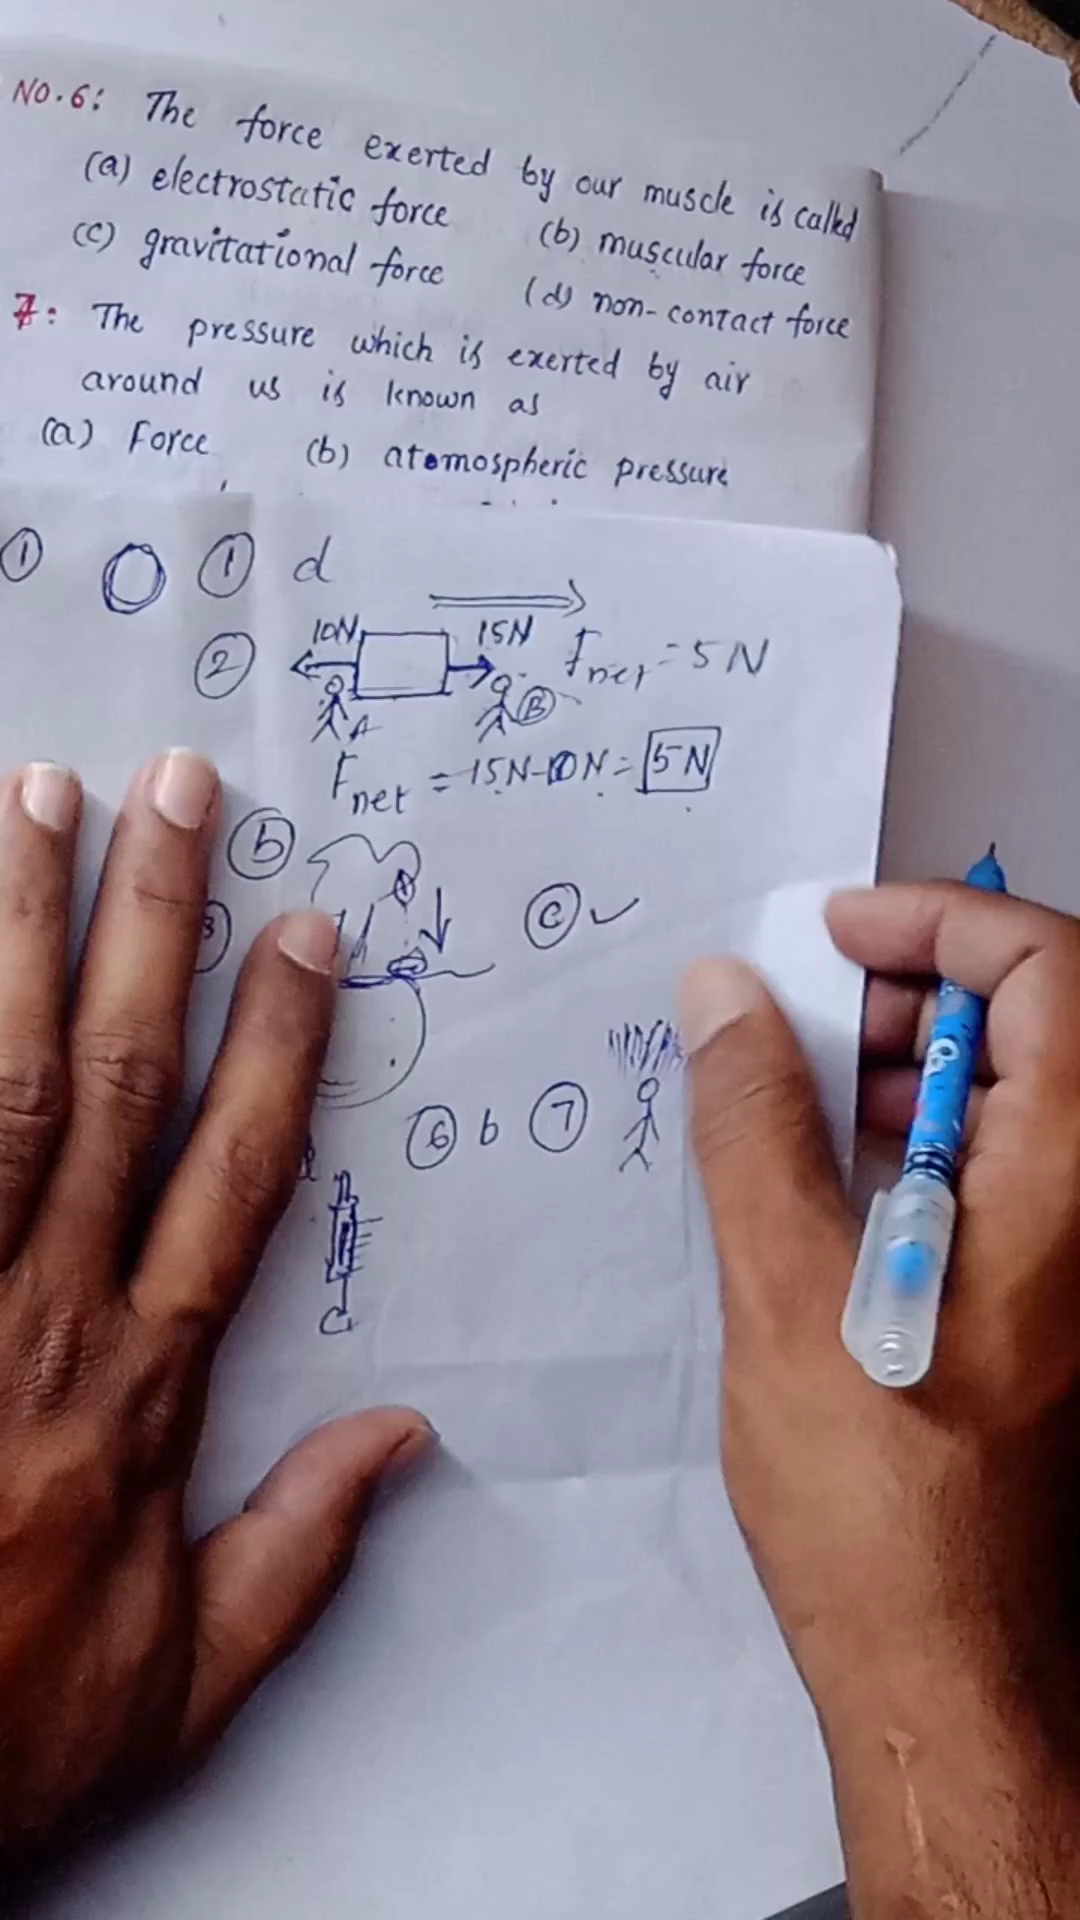 NO.6: The force exerted by our muscle is called
(a) electrostatic force (b) muscular force
(c) gravitational force (d) non-contact force
7: The pressure which is exerted by air
around us is known as
(a) Force (b) atomospheric pressure
① ① d
② 10N 15N Fnet = 5N
A B
Fnet = 15N-10N = 5N
ⓑ
ⓒ ✓
⑥ b ⑦